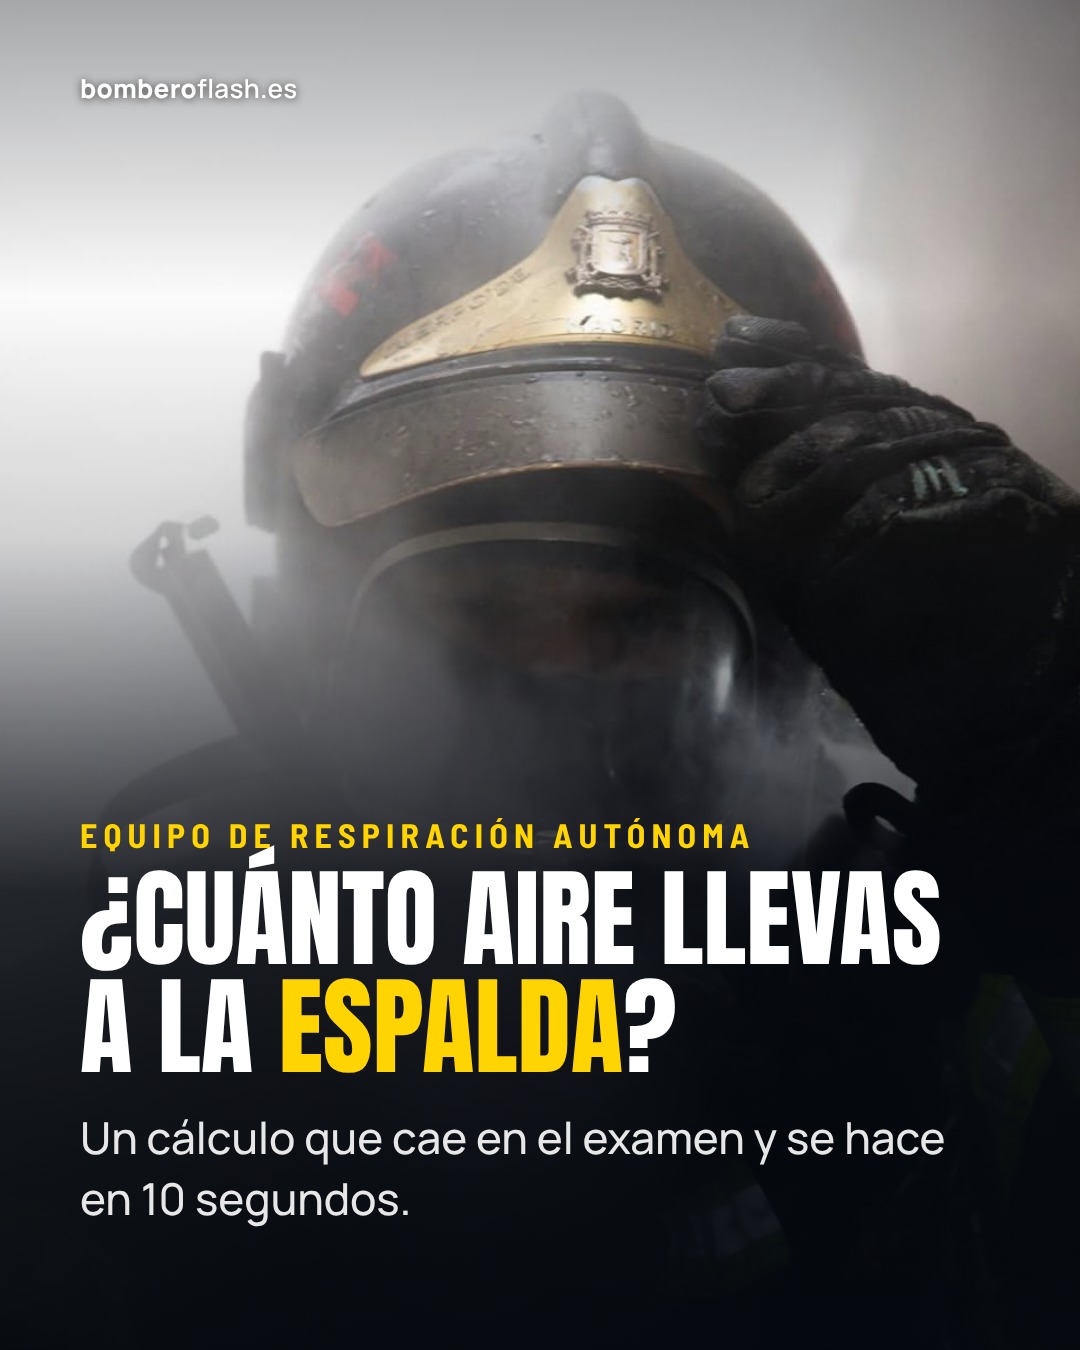 bomberoflash.es
MADRID
EQUIPO DE RESPIRACIÓN AUTÓNOMA
¿CUÁNTO AIRE LLEVAS
A LA ESPALDA?
Un cálculo que cae en el examen y se hace
en 10 segundos.